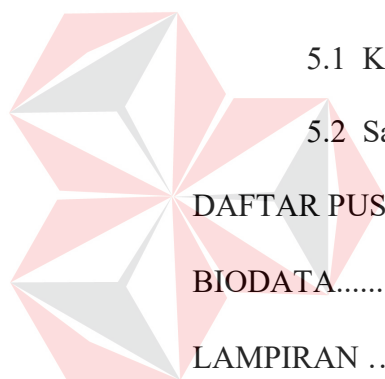 5.1 K
5.2 Sa
DAFTAR PUS
BIODATA......
LAMPIRAN ..